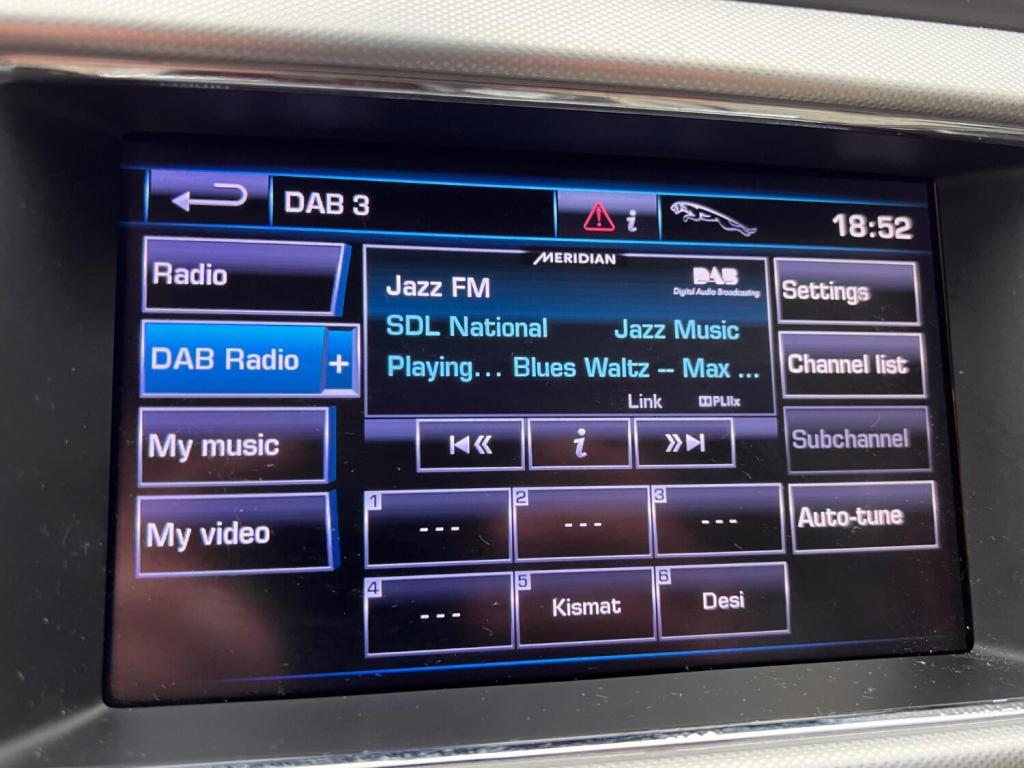 DAB 3
i
18:52
Radio
DAB Radio +
My music
My video
MERIDIAN
Jazz FM
DAB
Digital Audio Broadcasting
SDL National Jazz Music
Playing... Blues Waltz -- Max ...
Link PLIIx
i
1 ---
2 ---
3 ---
4 ---
5 Kismat
6 Desi
Settings
Channel list
Subchannel
Auto-tune